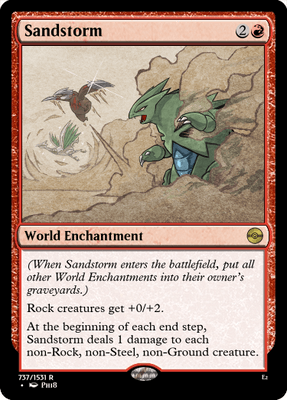 Sandstorm 2
World Enchantment
(When Sandstorm enters the battlefield, put all
other World Enchantments into their owner's
graveyards.)
Rock creatures get +0/+2.
At the beginning of each end step,
Sandstorm deals 1 damage to each
non-Rock, non-Steel, non-Ground creature.
737/1531 R
PHI8